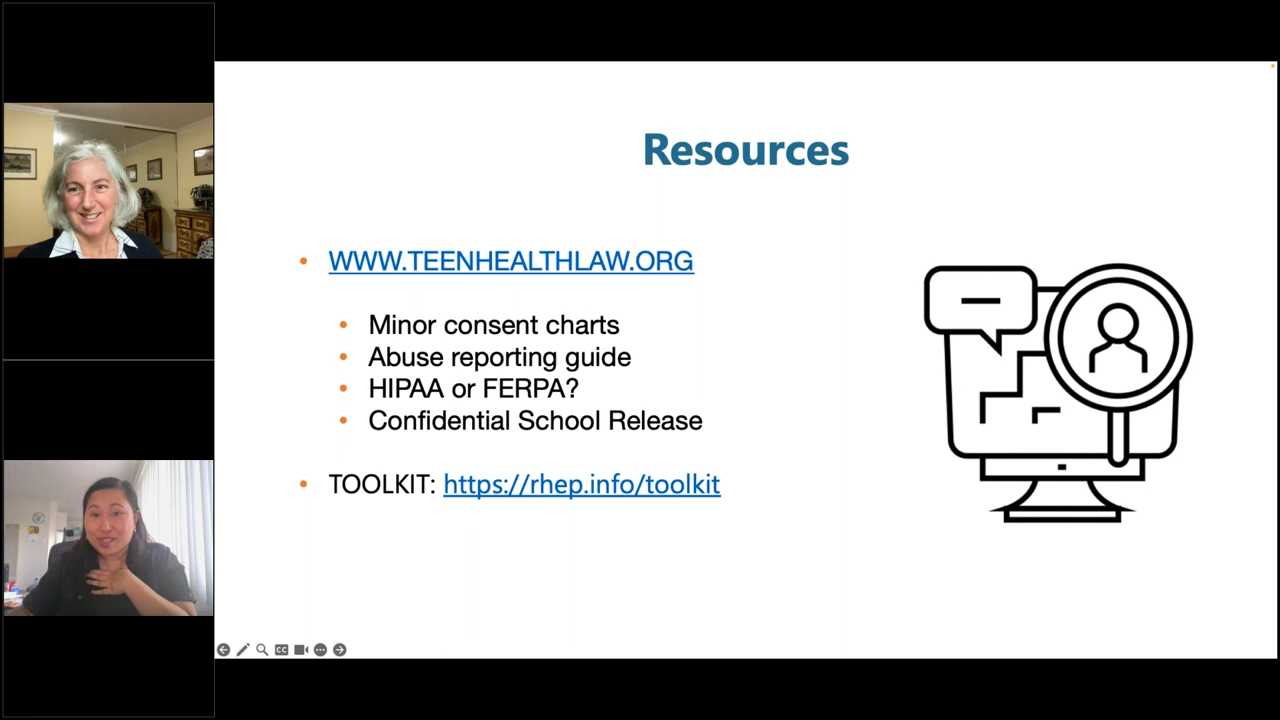 Resources
• WWW.TEENHEALTHLAW.ORG
• Minor consent charts
• Abuse reporting guide
• HIPAA or FERPA?
• Confidential School Release
• TOOLKIT: https://rhep.info/toolkit
CC